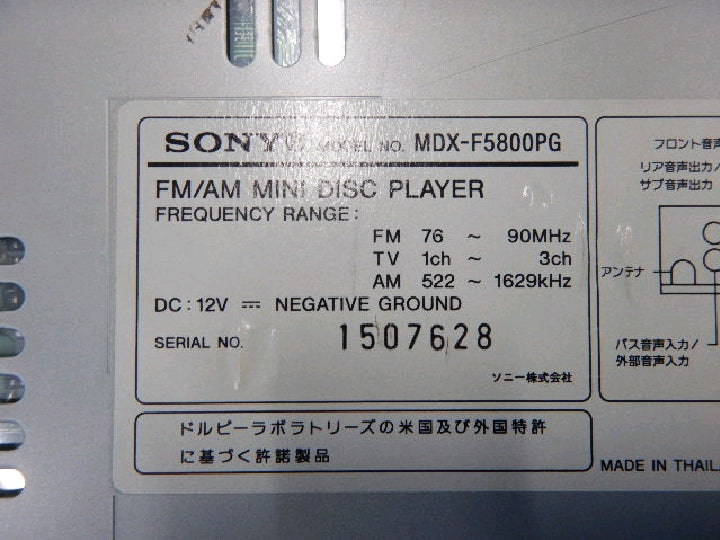 SONY® MODEL NO. MDX-F5800PG
FM/AM MINI DISC PLAYER
FREQUENCY RANGE:
FM 76 ~ 90MHz
TV 1ch ~ 3ch
AM 522 ~ 1629kHz
DC: 12V ⎓ NEGATIVE GROUND
SERIAL NO. 1507628
ソニー株式会社
ドルビーラボラトリーズの米国及び外国特許
に基づく許諾製品
フロント音声
リア音声出力/
サブ音声出力
アンテナ
バス音声入力/
外部音声入力
MADE IN THAIL